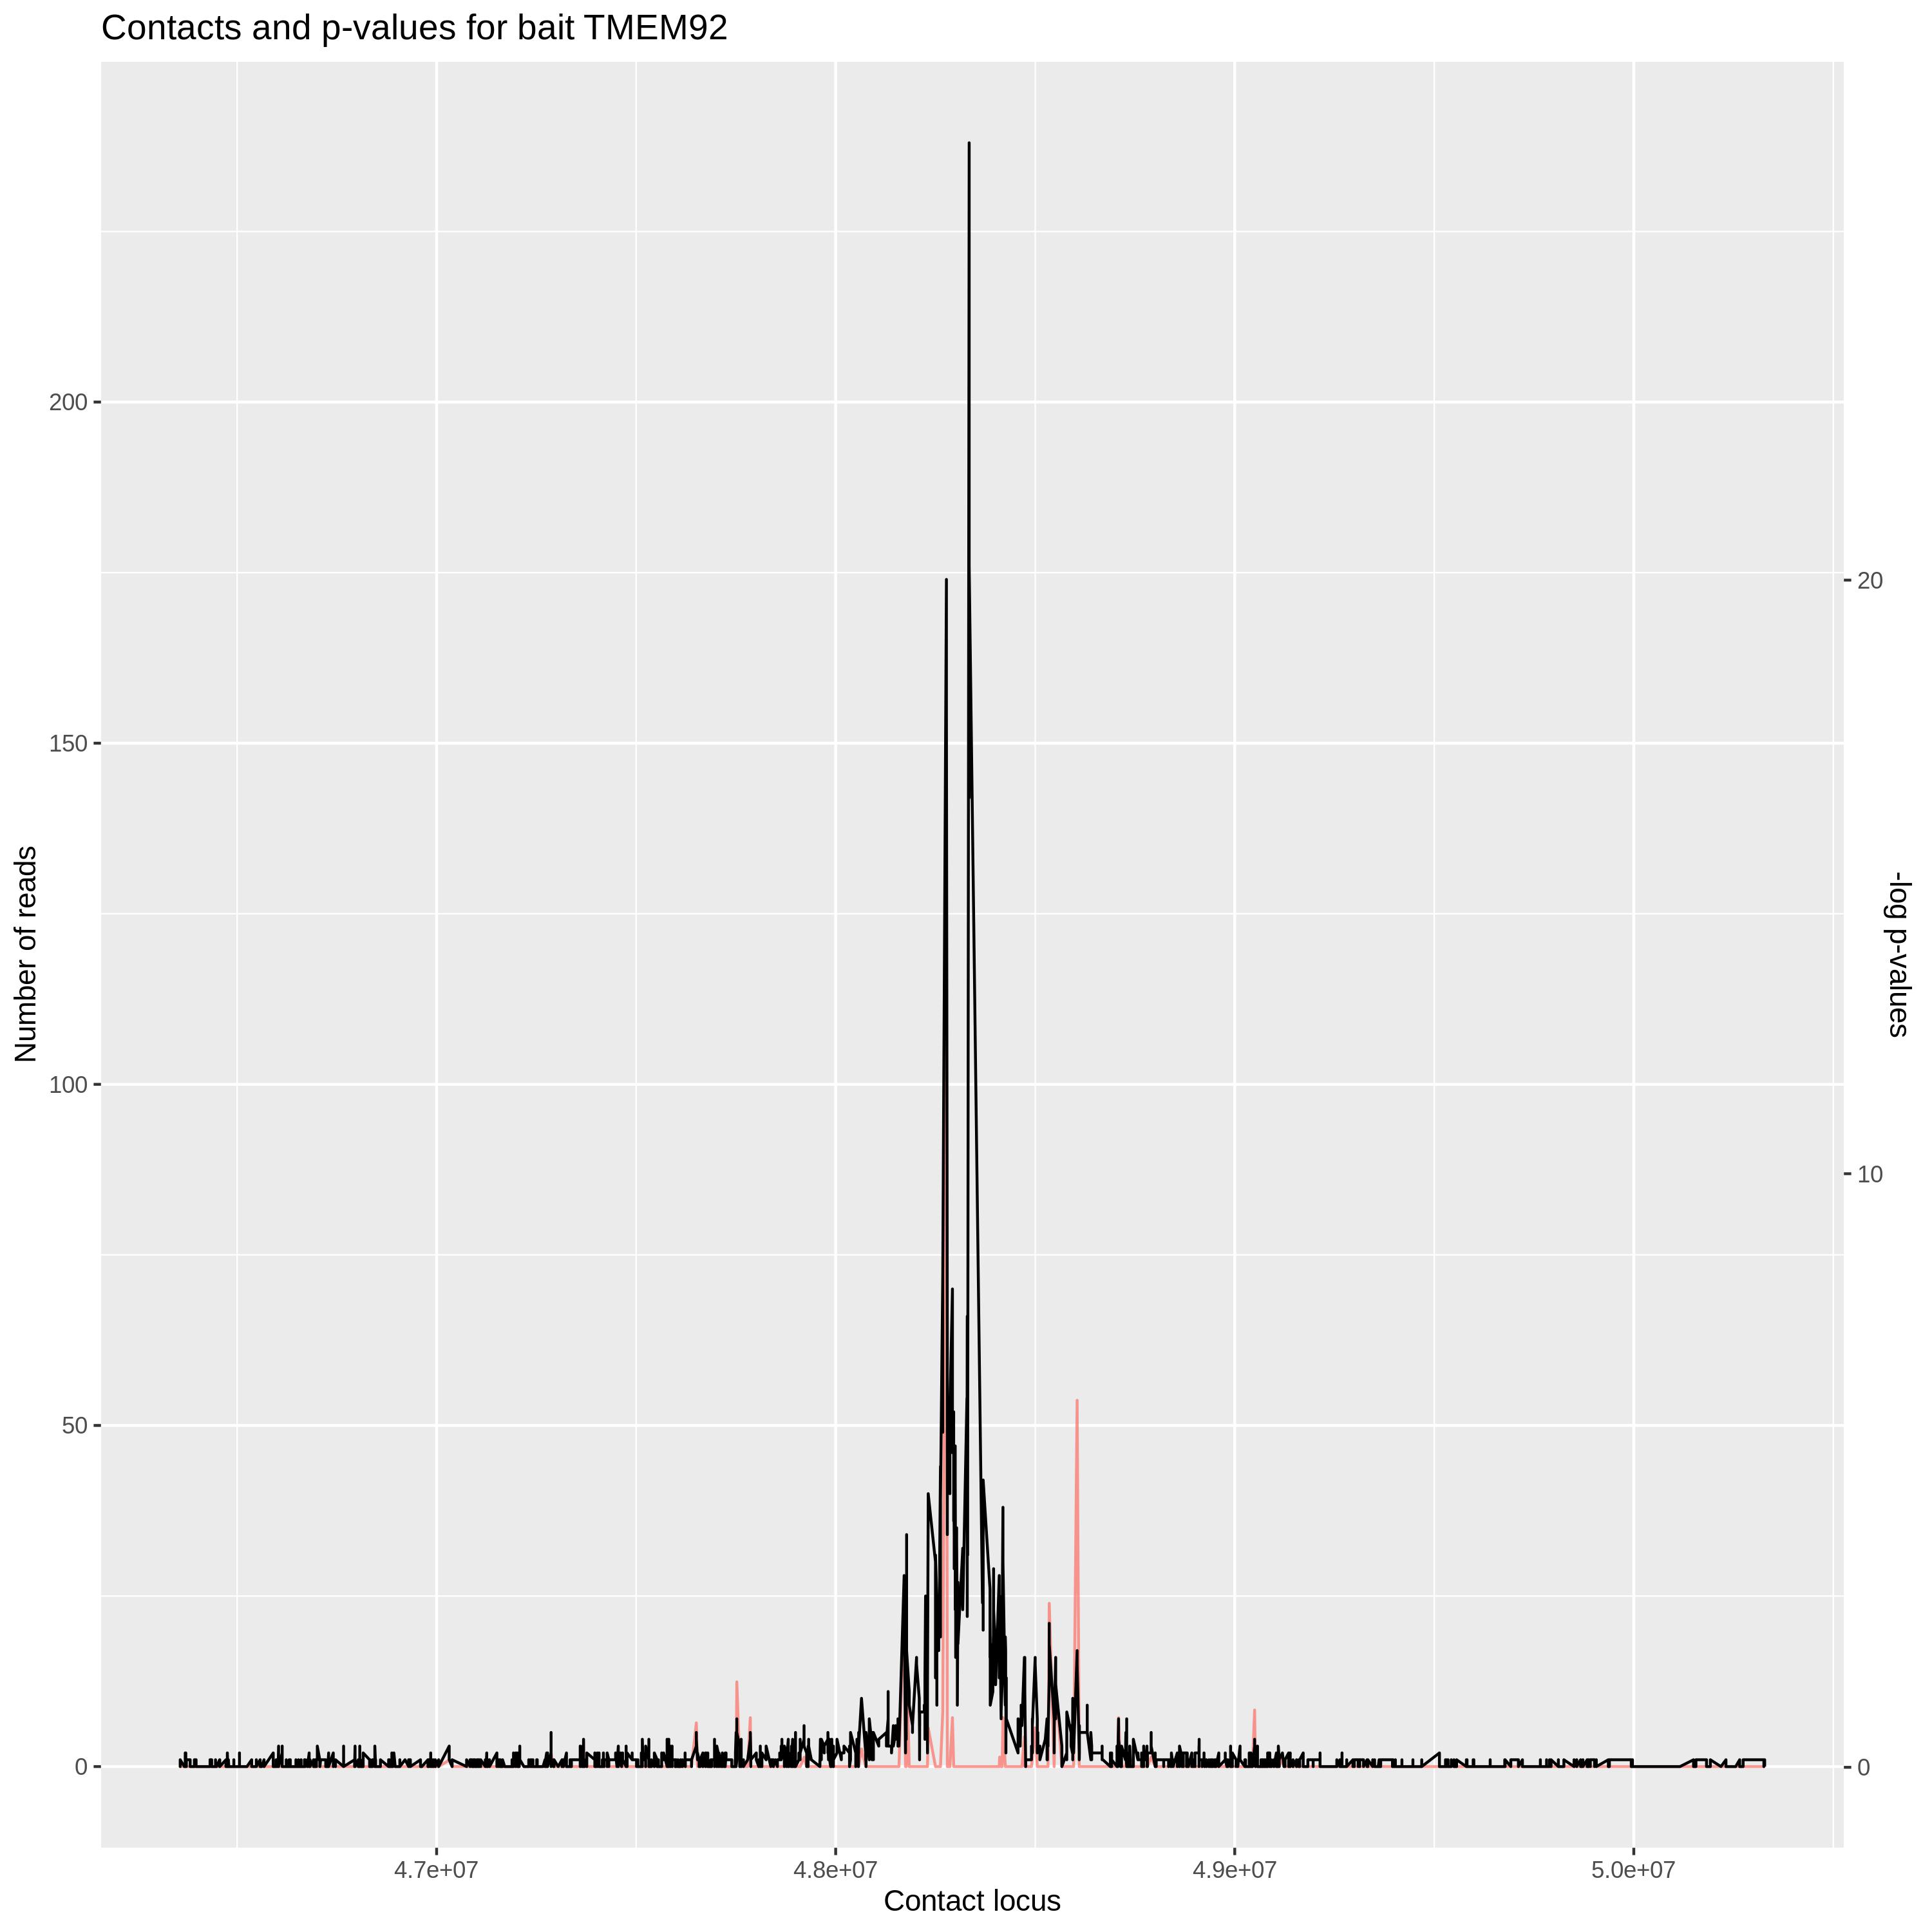 Contacts and p-values for bait TMEM92
Number of reads
200
150
100
50
0
20
10
0
-log p-values
4.7e+07 4.8e+07 4.9e+07 5.0e+07
Contact locus